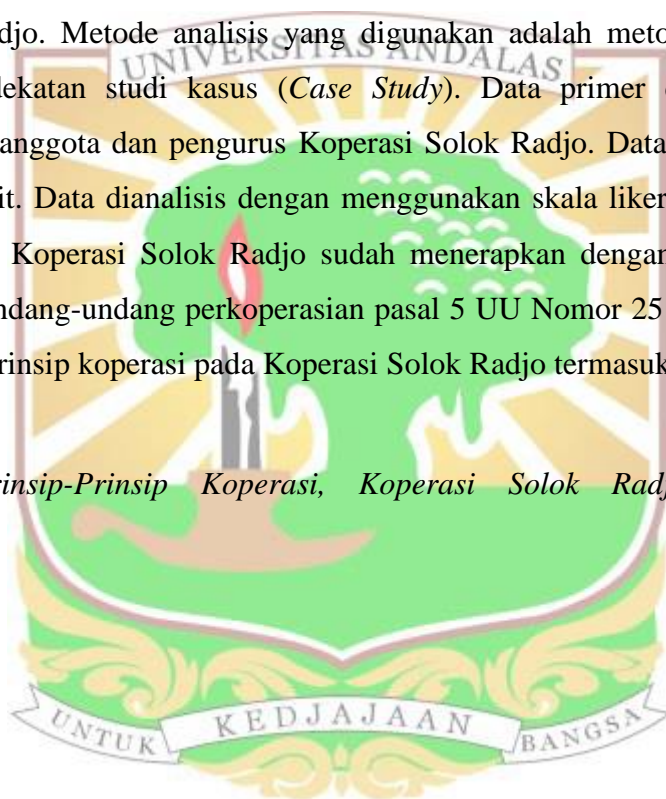 djo. Metode analisis yang digunakan adalah meto
UNIVERSITAS ANDALAS
lekatan studi kasus (Case Study). Data primer
anggota dan pengurus Koperasi Solok Radjo. Data
it. Data dianalisis dengan menggunakan skala liker
Koperasi Solok Radjo sudah menerapkan dengan
ndang-undang perkoperasian pasal 5 UU Nomor 25
rinsip koperasi pada Koperasi Solok Radjo termasuk
rinsip-Prinsip Koperasi, Koperasi Solok Radj
UNTUK KEDJAJAAN BANGSA